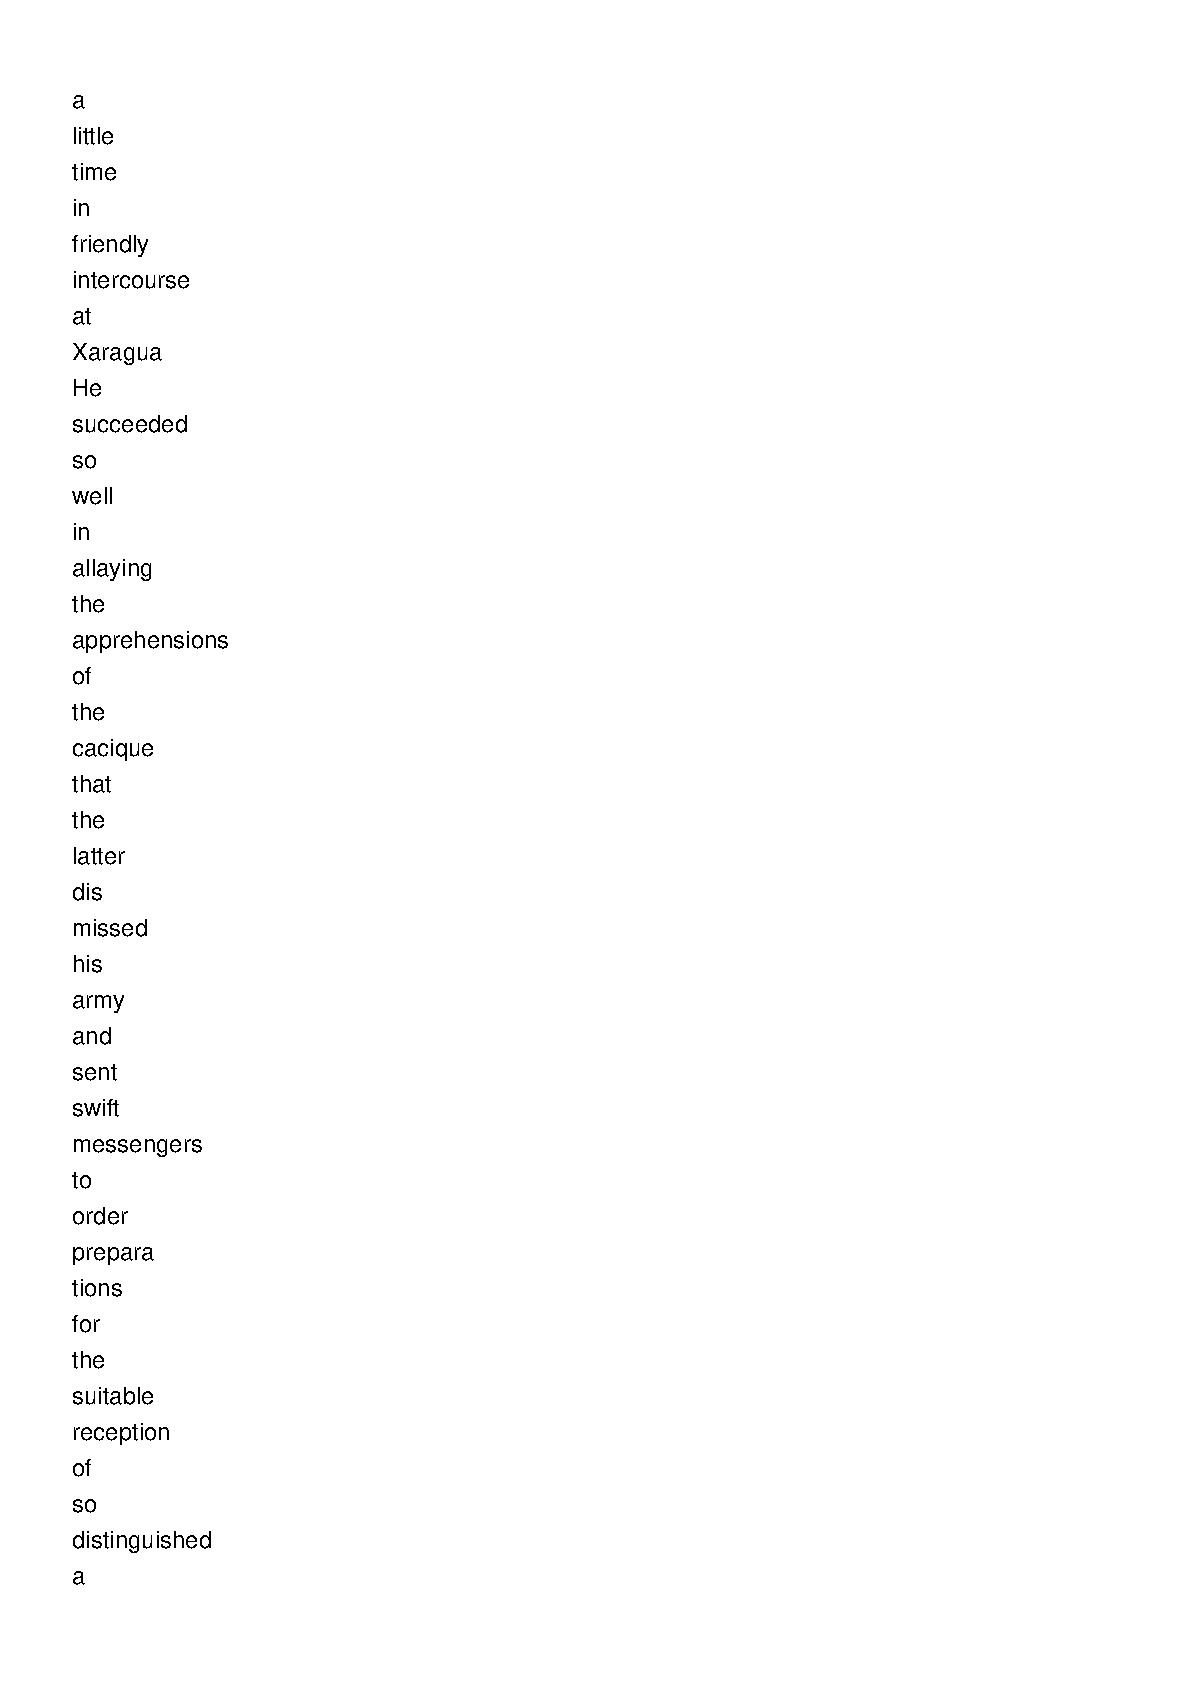 a
little
time
in
friendly
intercourse
at
Xaragua
He
succeeded
so
well
in
allaying
the
apprehensions
of
the
cacique
that
the
latter
dis
missed
his
army
and
sent
swift
messengers
to
order
prepara
tions
for
the
suitable
reception
of
so
distinguished
a